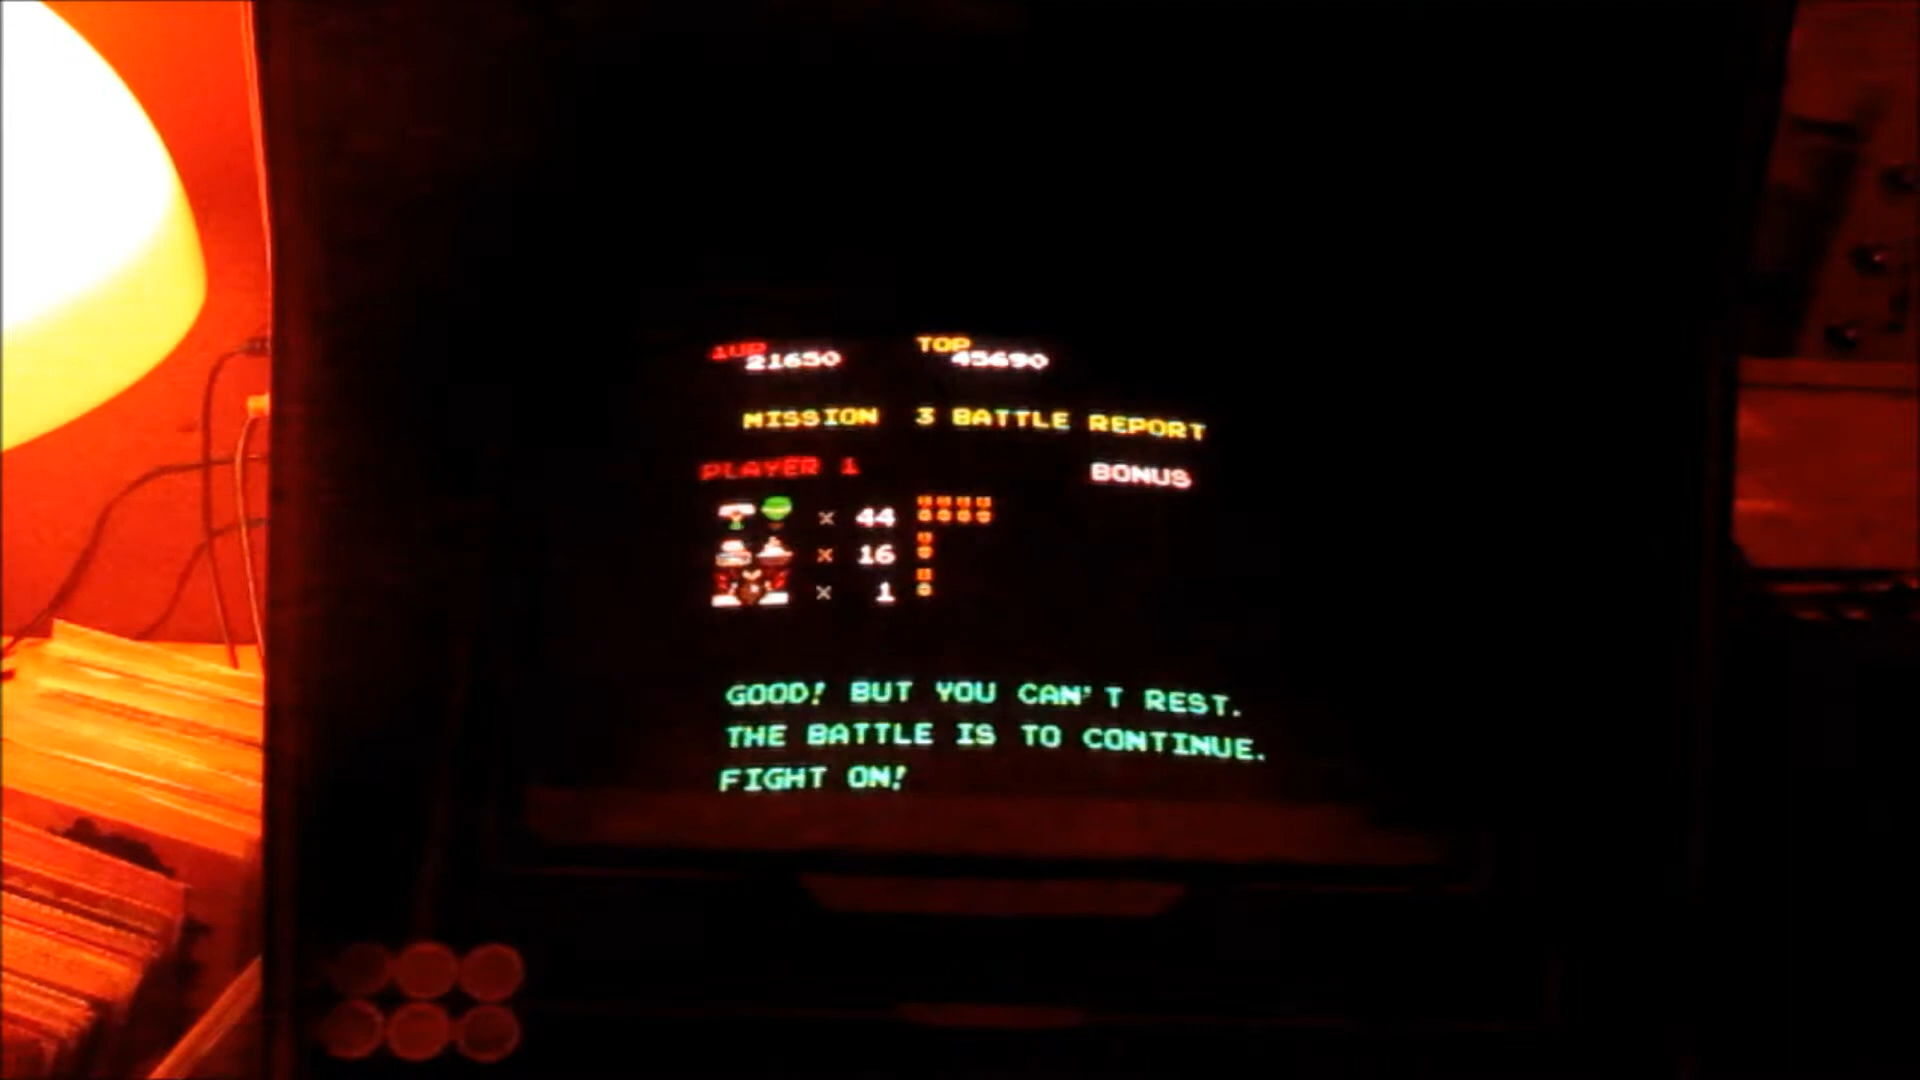 1UP TOP
21650 45690
MISSION 3 BATTLE REPORT
PLAYER 1 BONUS
× 44
× 16
× 1
GOOD! BUT YOU CAN'T REST.
THE BATTLE IS TO CONTINUE.
FIGHT ON!